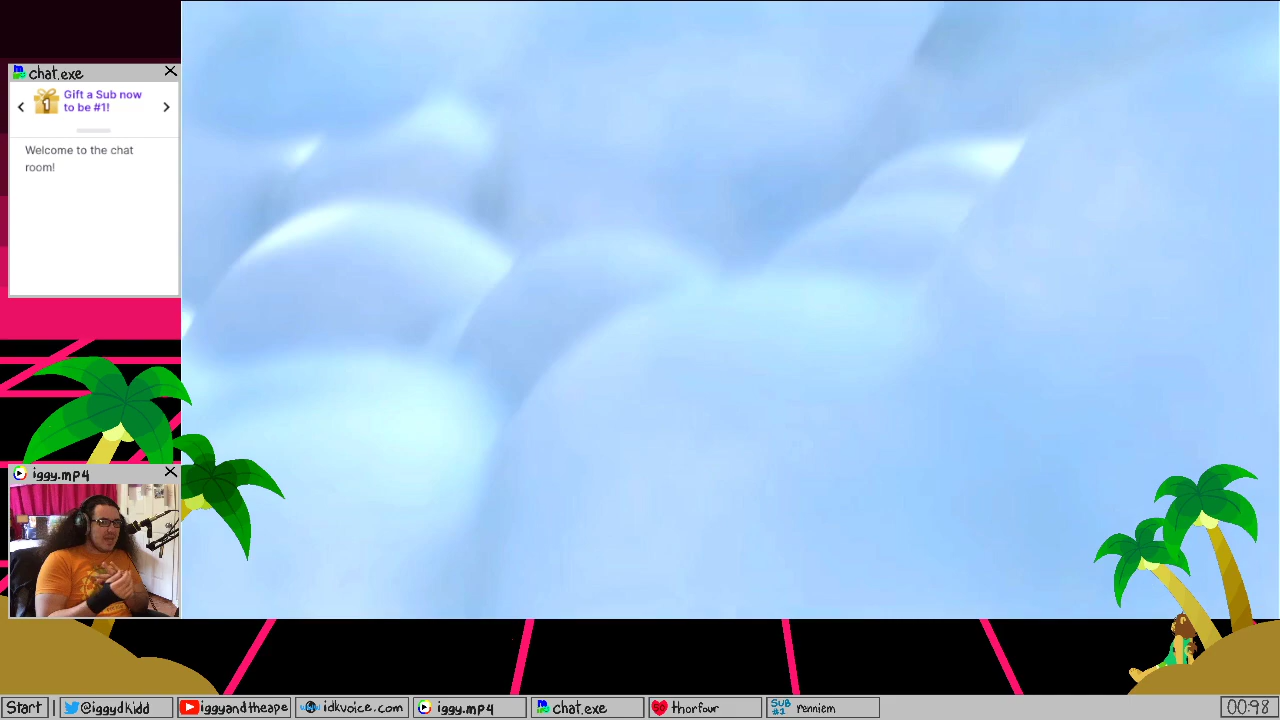 chat.exe
Gift a Sub now
to be #1!
1
Welcome to the chat
room!
iggy.mp4
Start
@iggydkidd
iggyandtheape
idkvoice.com
iggy.mp4
chat.exe
thorfour
SUB
#1
renniem
00:98